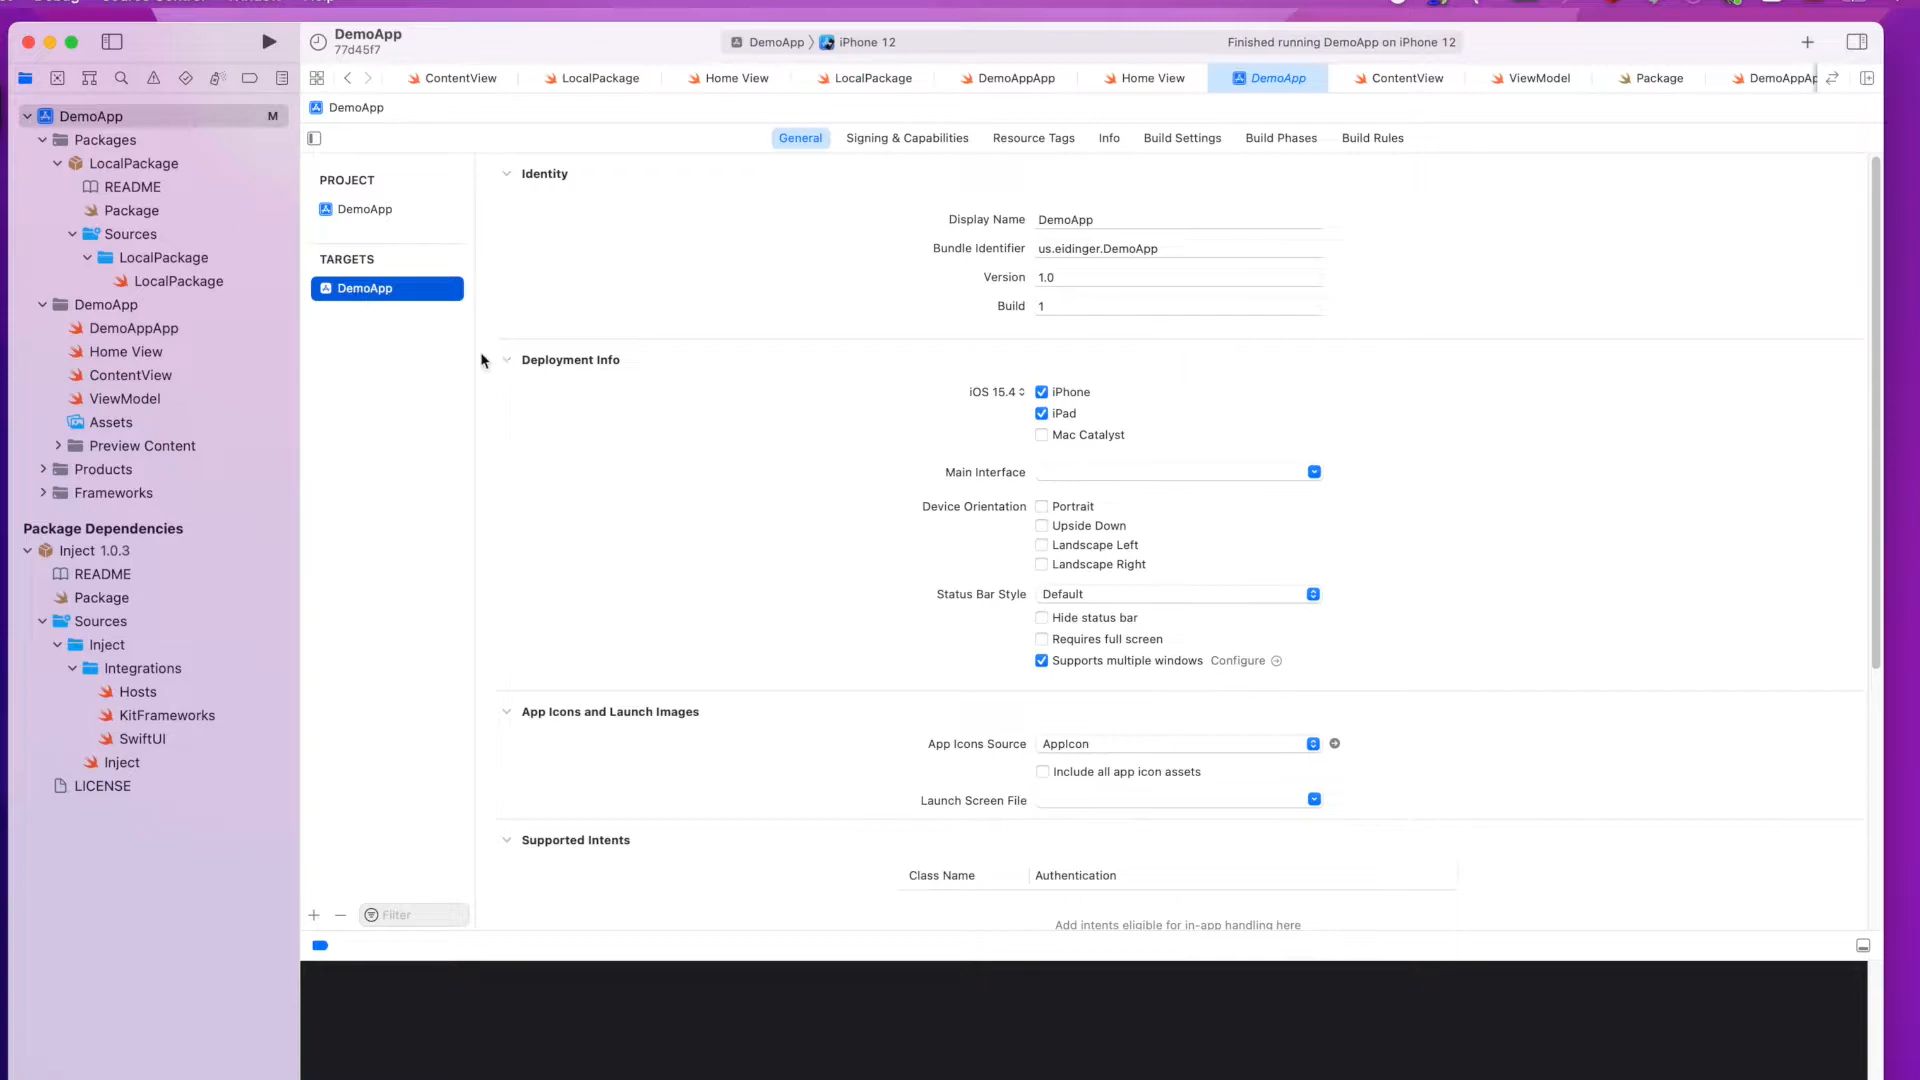 DemoApp
77d45f7
DemoApp
iPhone 12
Finished running DemoApp on iPhone 12
ContentView
LocalPackage
Home View
LocalPackage
DemoAppApp
Home View
DemoApp
ContentView
ViewModel
Package
DemoAppAp
DemoApp
General
Signing & Capabilities
Resource Tags
Info
Build Settings
Build Phases
Build Rules
DemoApp
M
Packages
LocalPackage
README
Package
Sources
LocalPackage
LocalPackage
DemoApp
DemoAppApp
Home View
ContentView
ViewModel
Assets
Preview Content
Products
Frameworks
Package Dependencies
Inject 1.0.3
README
Package
Sources
Inject
Integrations
Hosts
KitFrameworks
SwiftUI
Inject
LICENSE
PROJECT
DemoApp
TARGETS
DemoApp
Filter
Identity
Display Name
DemoApp
Bundle Identifier
us.eidinger.DemoApp
Version
1.0
Build
1
Deployment Info
iOS 15.4
iPhone
iPad
Mac Catalyst
Main Interface
Device Orientation
Portrait
Upside Down
Landscape Left
Landscape Right
Status Bar Style
Default
Hide status bar
Requires full screen
Supports multiple windows
Configure
App Icons and Launch Images
App Icons Source
AppIcon
Include all app icon assets
Launch Screen File
Supported Intents
Class Name
Authentication
Add intents eligible for in-app handling here